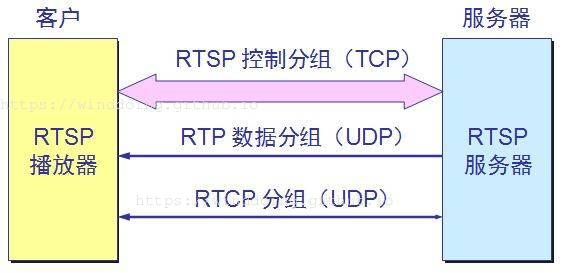 客户
服务器
RTSP 控制分组（TCP）
https://winddoing.github.io
RTSP
播放器
RTP 数据分组（UDP）
RTSP
服务器
RTCP 分组（UDP）
https://winddoing.github.io